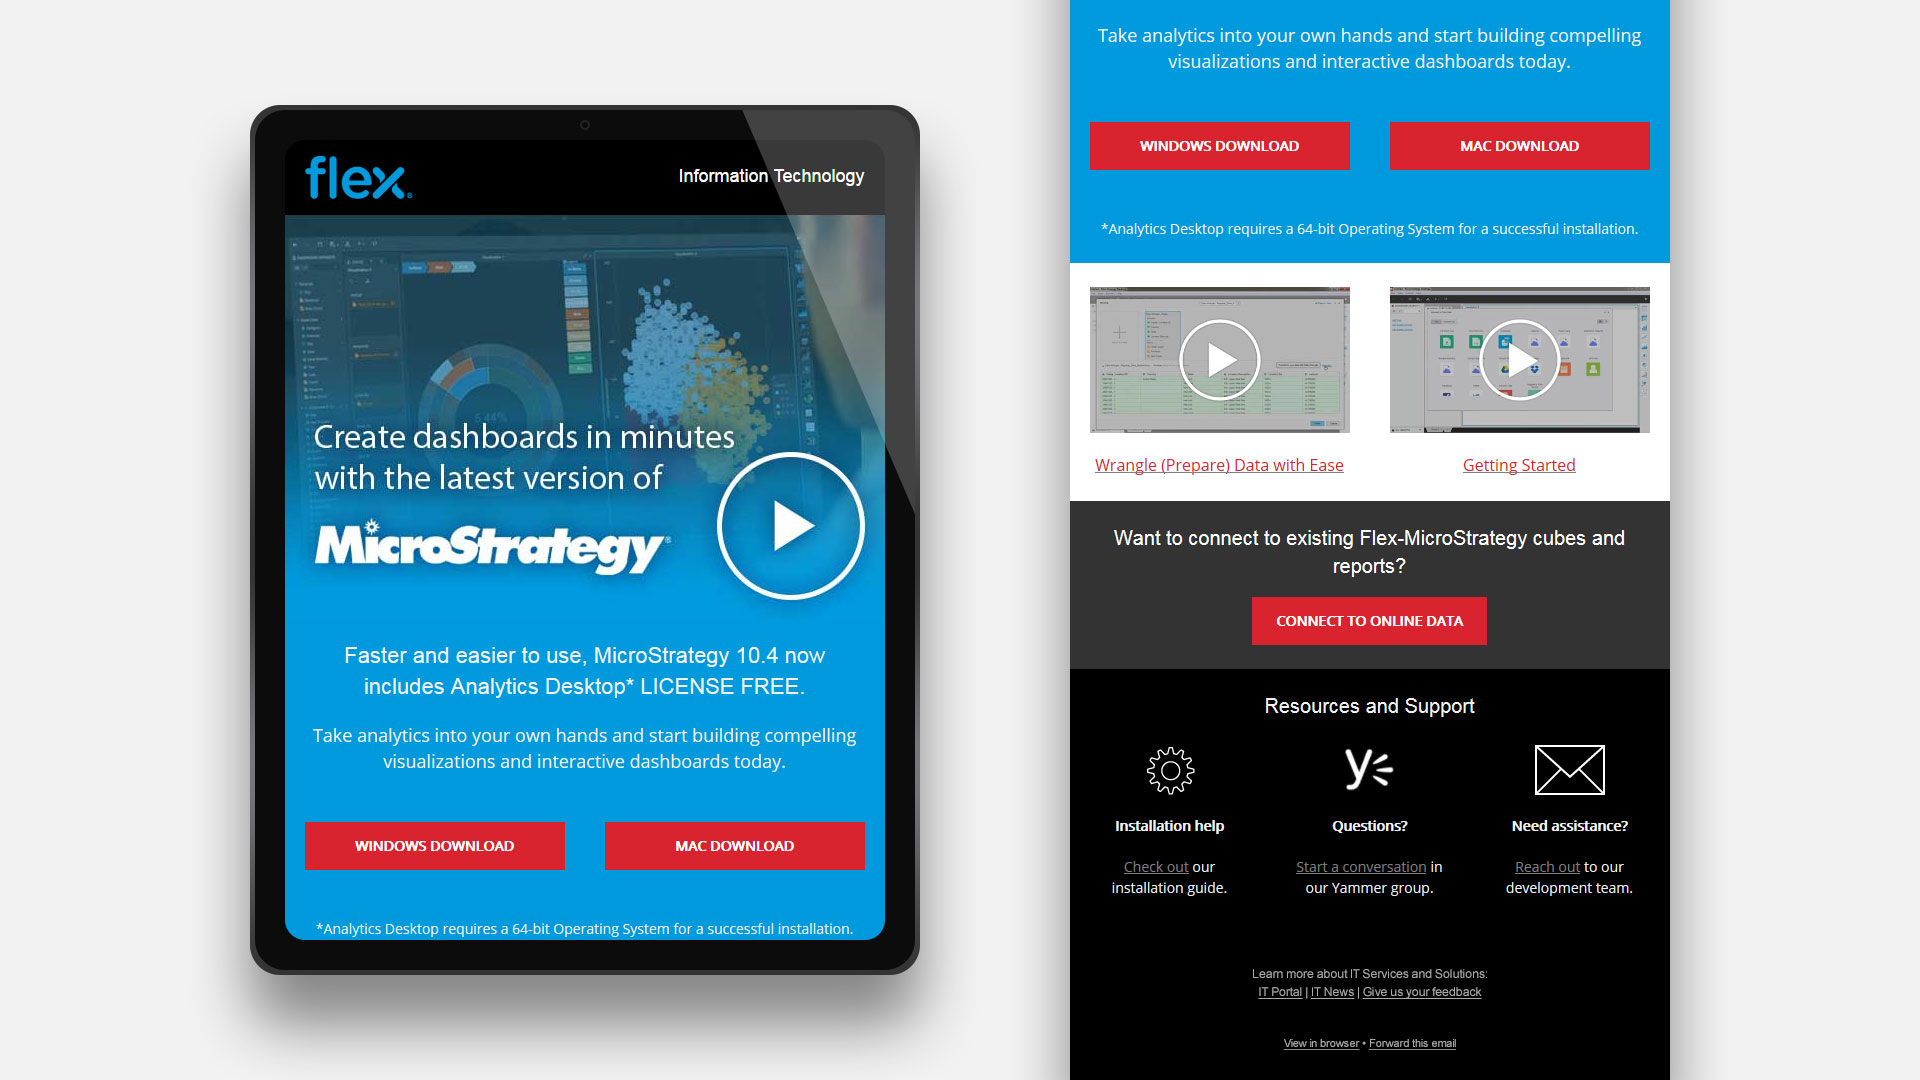 flex.
Information Technology
Create dashboards in minutes
with the latest version of
MicroStrategy®
Faster and easier to use, MicroStrategy 10.4 now
includes Analytics Desktop* LICENSE FREE.
Take analytics into your own hands and start building compelling
visualizations and interactive dashboards today.
WINDOWS DOWNLOAD
MAC DOWNLOAD
*Analytics Desktop requires a 64-bit Operating System for a successful installation.
Take analytics into your own hands and start building compelling
visualizations and interactive dashboards today.
WINDOWS DOWNLOAD
MAC DOWNLOAD
*Analytics Desktop requires a 64-bit Operating System for a successful installation.
Wrangle (Prepare) Data with Ease
Getting Started
Want to connect to existing Flex-MicroStrategy cubes and
reports?
CONNECT TO ONLINE DATA
Resources and Support
Installation help
Check out our
installation guide.
Questions?
Start a conversation in
our Yammer group.
Need assistance?
Reach out to our
development team.
Learn more about IT Services and Solutions:
IT Portal | IT News | Give us your feedback
View in browser • Forward this email